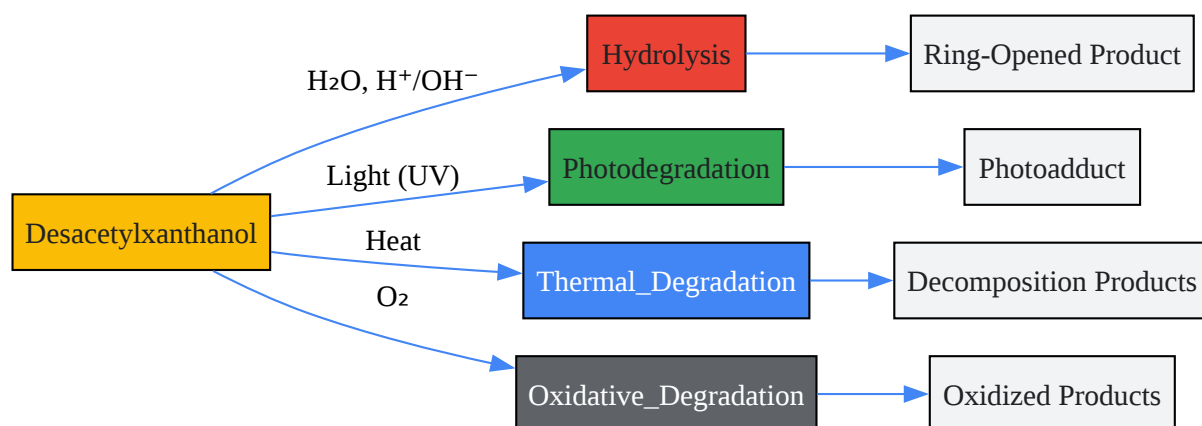 H₂O, H⁺/OH⁻
Hydrolysis
Ring-Opened Product
Light (UV)
Photodegradation
Photoadduct
Desacetylxanthanol
Heat
Thermal_Degradation
Decomposition Products
O₂
Oxidative_Degradation
Oxidized Products